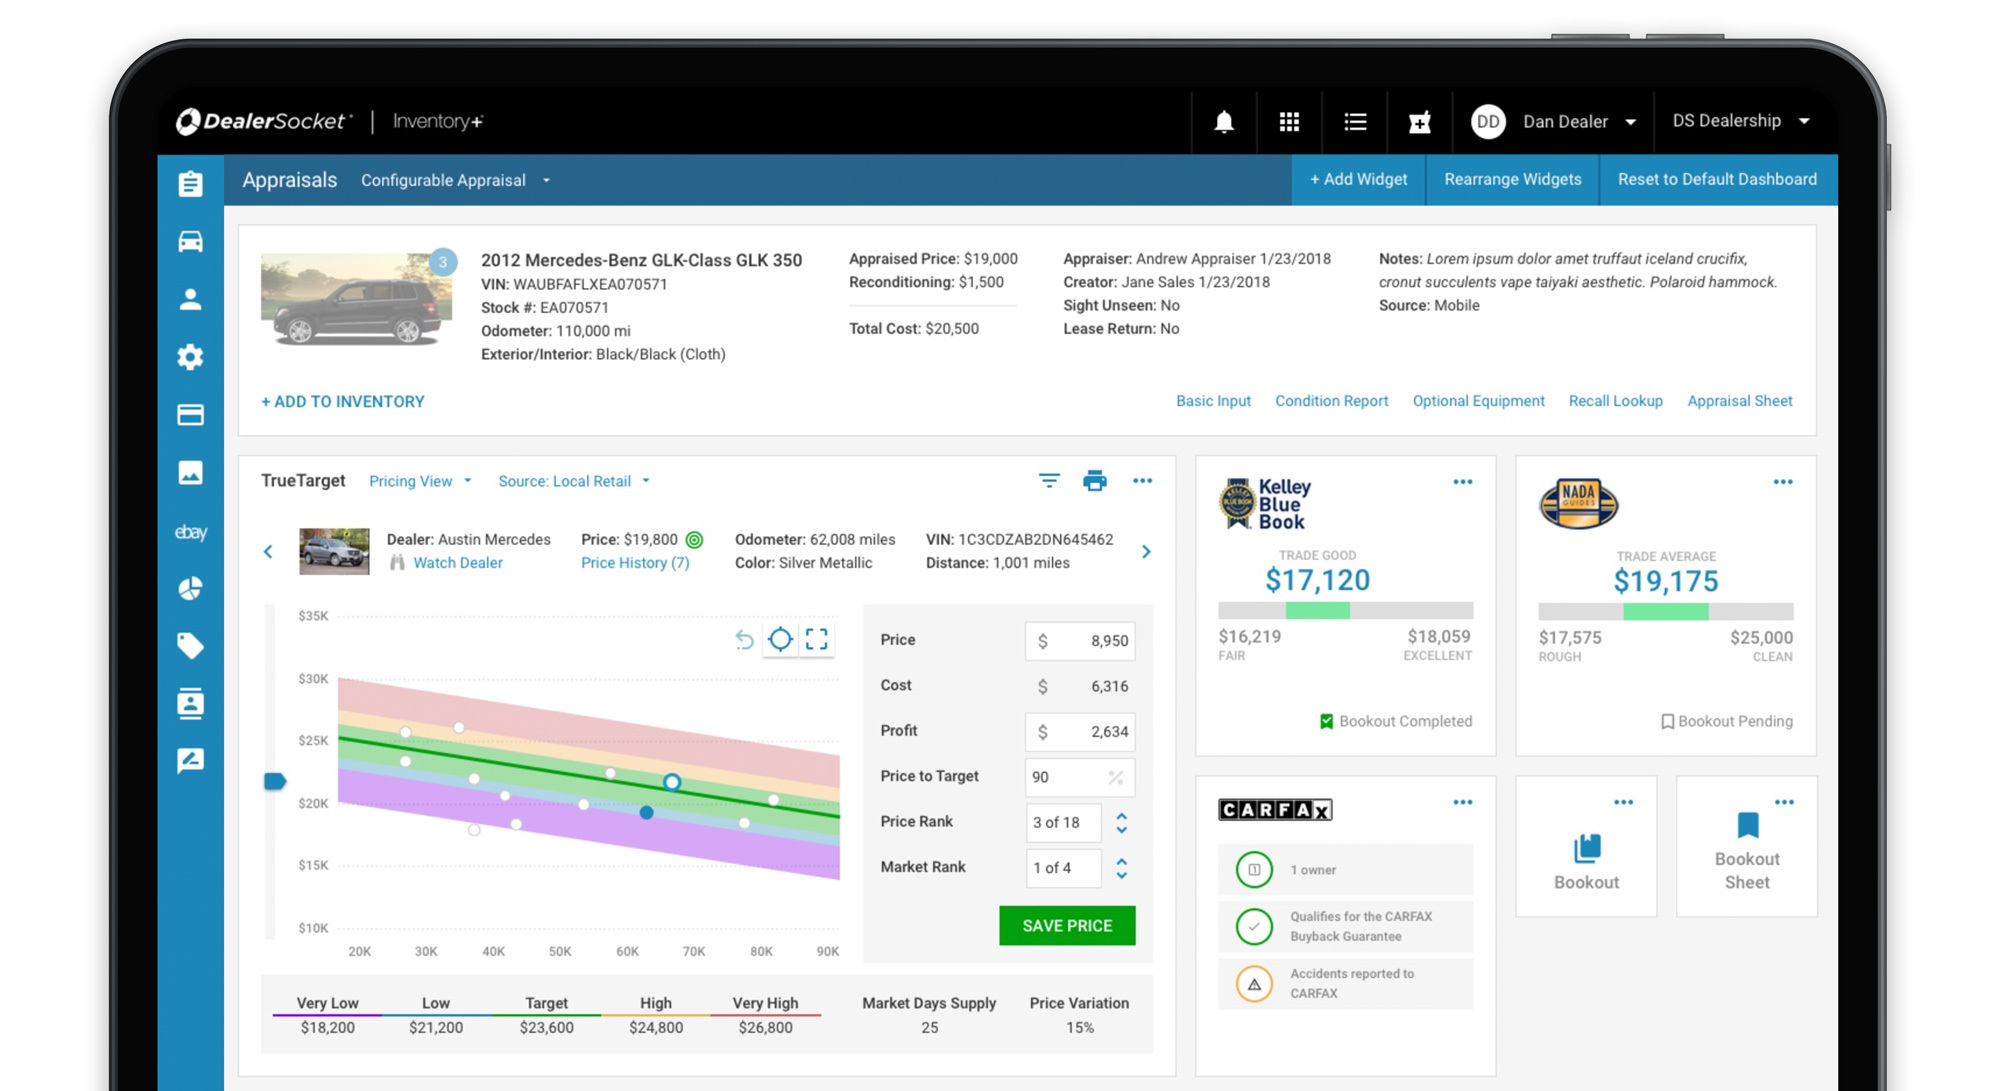 DealerSocket | Inventory+
DD Dan Dealer
DS Dealership
Appraisals Configurable Appraisal
+ Add Widget
Rearrange Widgets
Reset to Default Dashboard
3
2012 Mercedes-Benz GLK-Class GLK 350
VIN: WAUBFAFLXEA070571
Stock #: EA070571
Odometer: 110,000 mi
Exterior/Interior: Black/Black (Cloth)
Appraised Price: $19,000
Reconditioning: $1,500
Total Cost: $20,500
Appraiser: Andrew Appraiser 1/23/2018
Creator: Jane Sales 1/23/2018
Sight Unseen: No
Lease Return: No
Notes: Lorem ipsum dolor amet truffaut iceland crucifix,
cronut succulents vape taiyaki aesthetic. Polaroid hammock.
Source: Mobile
+ ADD TO INVENTORY
Basic Input
Condition Report
Optional Equipment
Recall Lookup
Appraisal Sheet
ebay
TrueTarget
Pricing View
Source: Local Retail
Dealer: Austin Mercedes
Watch Dealer
Price: $19,800
Price History (7)
Odometer: 62,008 miles
Color: Silver Metallic
VIN: 1C3CDZAB2DN645462
Distance: 1,001 miles
$35K
$30K
$25K
$20K
$15K
$10K
20K 30K 40K 50K 60K 70K 80K 90K
Price $ 8,950
Cost $ 6,316
Profit $ 2,634
Price to Target 90 %
Price Rank 3 of 18
Market Rank 1 of 4
SAVE PRICE
Very Low Low Target High Very High Market Days Supply Price Variation
$18,200 $21,200 $23,600 $24,800 $26,800 25 15%
KELLEY
BLUE BOOK
Kelley
Blue
Book
TRADE GOOD
$17,120
$16,219 $18,059
FAIR EXCELLENT
Bookout Completed
NADA
GUIDES
TRADE AVERAGE
$19,175
$17,575 $25,000
ROUGH CLEAN
Bookout Pending
CARFAX
1
1 owner
Qualifies for the CARFAX
Buyback Guarantee
Accidents reported to
CARFAX
Bookout
Bookout
Sheet